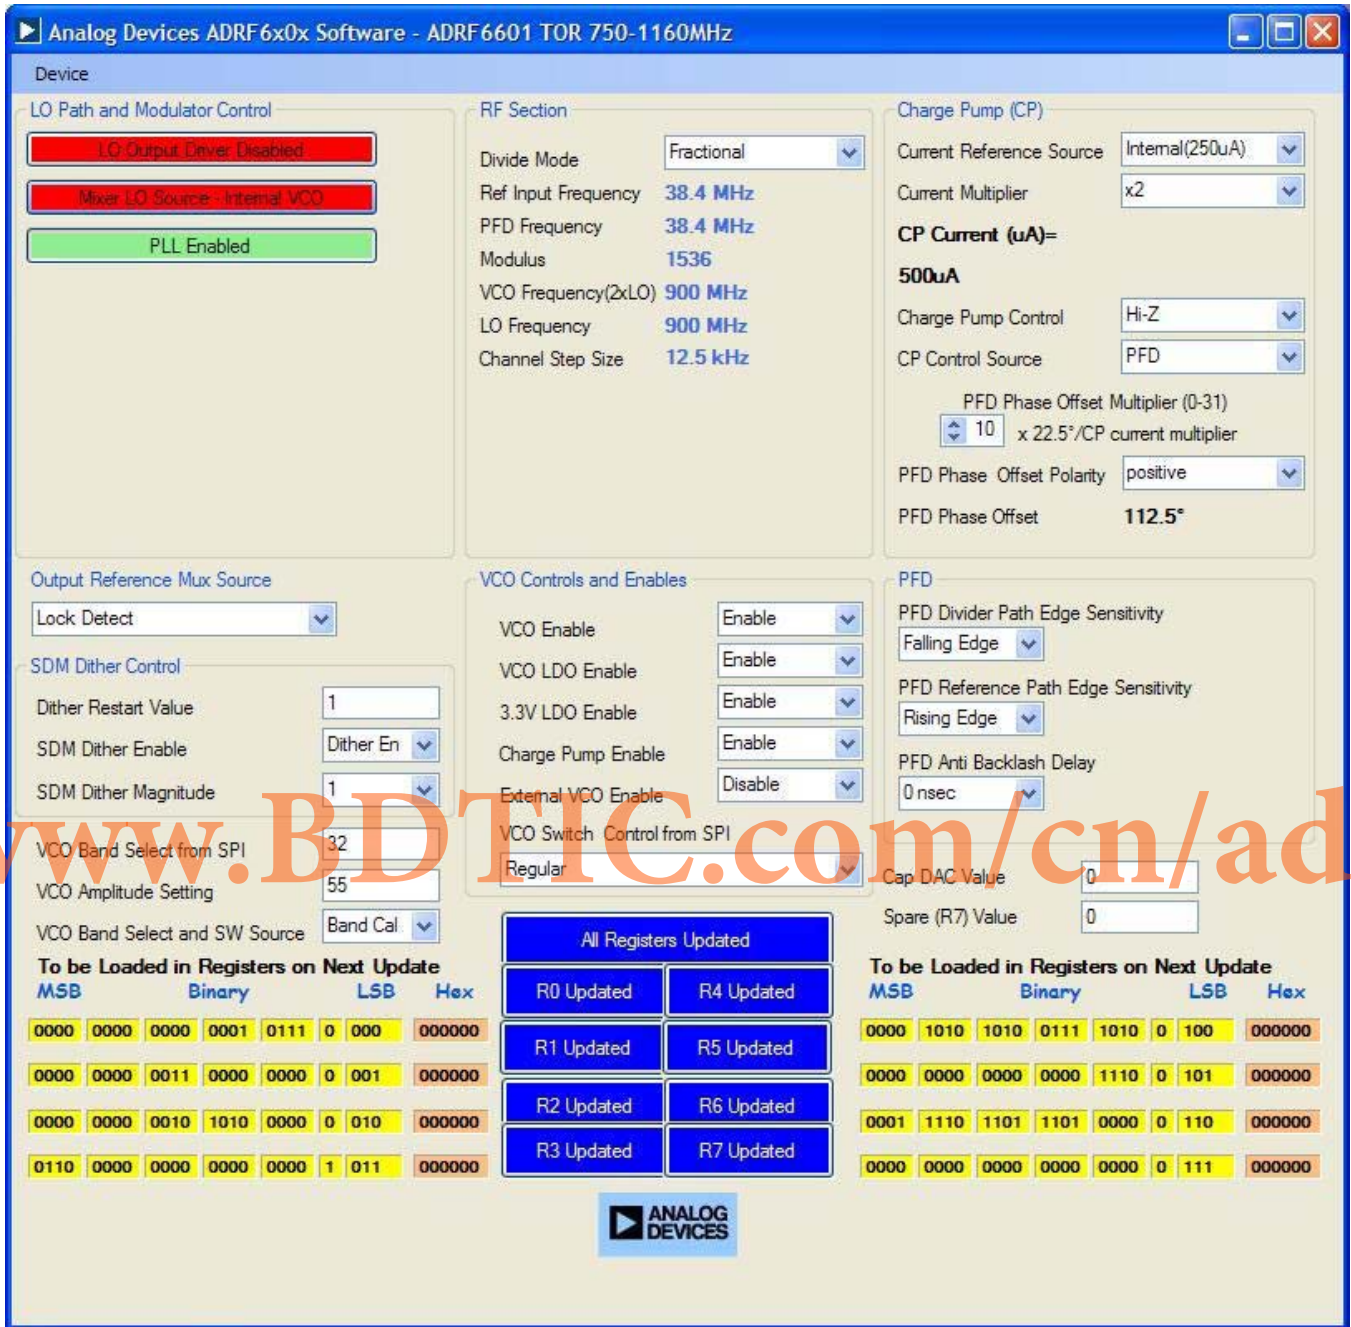 Analog Devices ADRF6x0x Software - ADRF6601 TOR 750-1160MHz
Device
LO Path and Modulator Control
LO Output Driver Disabled
Mixer LO Source - Internal VCO
PLL Enabled
RF Section
Divide Mode Fractional
Ref Input Frequency 38.4 MHz
PFD Frequency 38.4 MHz
Modulus 1536
VCO Frequency(2xLO) 900 MHz
LO Frequency 900 MHz
Channel Step Size 12.5 kHz
Charge Pump (CP)
Current Reference Source Internal(250uA)
Current Multiplier x2
CP Current (uA)=
500uA
Charge Pump Control Hi-Z
CP Control Source PFD
PFD Phase Offset Multiplier (0-31)
10 x 22.5°/CP current multiplier
PFD Phase Offset Polarity positive
PFD Phase Offset 112.5°
Output Reference Mux Source
Lock Detect
SDM Dither Control
Dither Restart Value 1
SDM Dither Enable Dither En
SDM Dither Magnitude 1
VCO Band Select from SPI 32
VCO Amplitude Setting 55
VCO Band Select and SW Source Band Cal
VCO Controls and Enables
VCO Enable Enable
VCO LDO Enable Enable
3.3V LDO Enable Enable
Charge Pump Enable Enable
External VCO Enable Disable
VCO Switch Control from SPI
Regular
PFD
PFD Divider Path Edge Sensitivity
Falling Edge
PFD Reference Path Edge Sensitivity
Rising Edge
PFD Anti Backlash Delay
0 nsec
Cap DAC Value 0
Spare (R7) Value 0
www.BDTIC.com/cn/ad
To be Loaded in Registers on Next Update
MSB Binary LSB Hex
0000 0000 0000 0001 0111 0 000 000000
0000 0000 0011 0000 0000 0 001 000000
0000 0000 0010 1010 0000 0 010 000000
0110 0000 0000 0000 0000 1 011 000000
All Registers Updated
R0 Updated R4 Updated
R1 Updated R5 Updated
R2 Updated R6 Updated
R3 Updated R7 Updated
To be Loaded in Registers on Next Update
MSB Binary LSB Hex
0000 1010 1010 0111 1010 0 100 000000
0000 0000 0000 0000 1110 0 101 000000
0001 1110 1101 1101 0000 0 110 000000
0000 0000 0000 0000 0000 0 111 000000
ANALOG
DEVICES